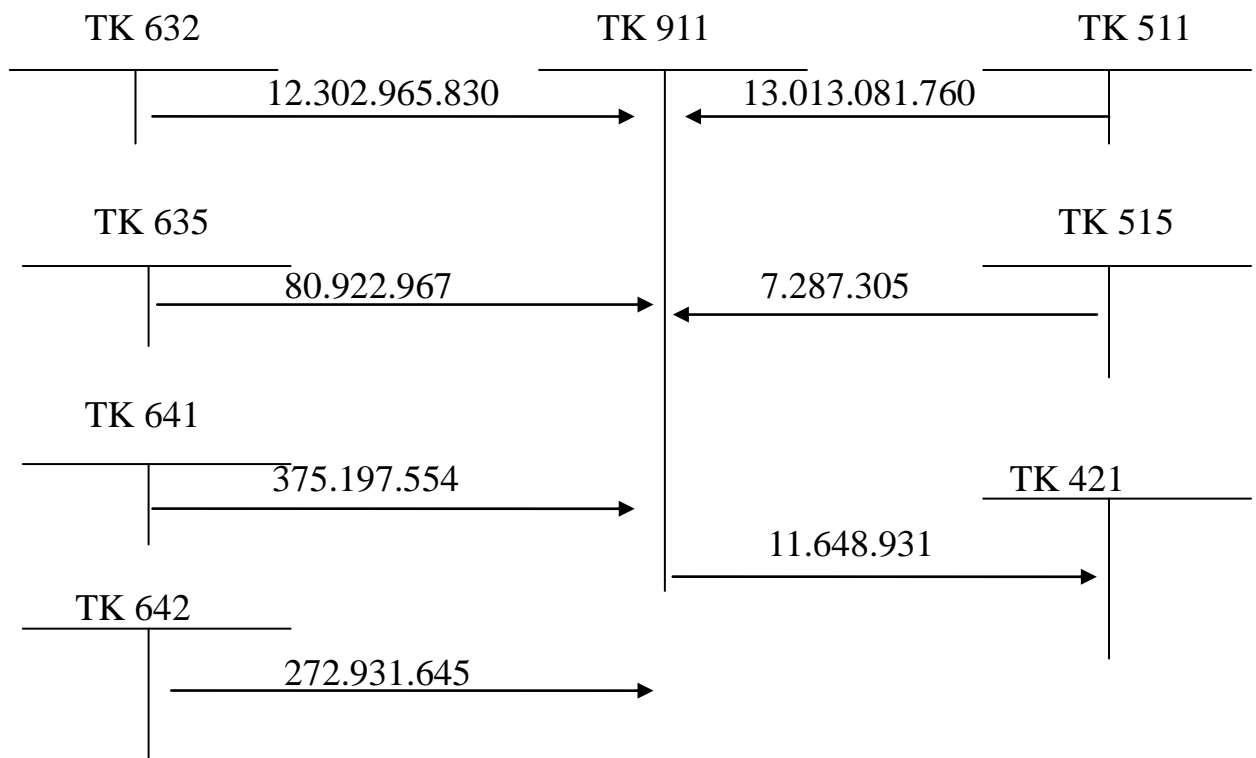 TK 632 TK 911 TK 511
12.302.965.830 13.013.081.760
TK 635 TK 515
80.922.967 7.287.305
TK 641
375.197.554 TK 421
11.648.931
TK 642
272.931.645